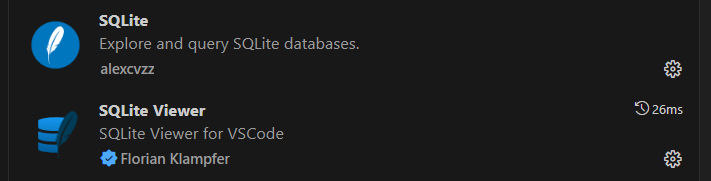 SQLite
Explore and query SQLite databases.
alexcvzz
SQLite Viewer
26ms
SQLite Viewer for VSCode
Florian Klampfer